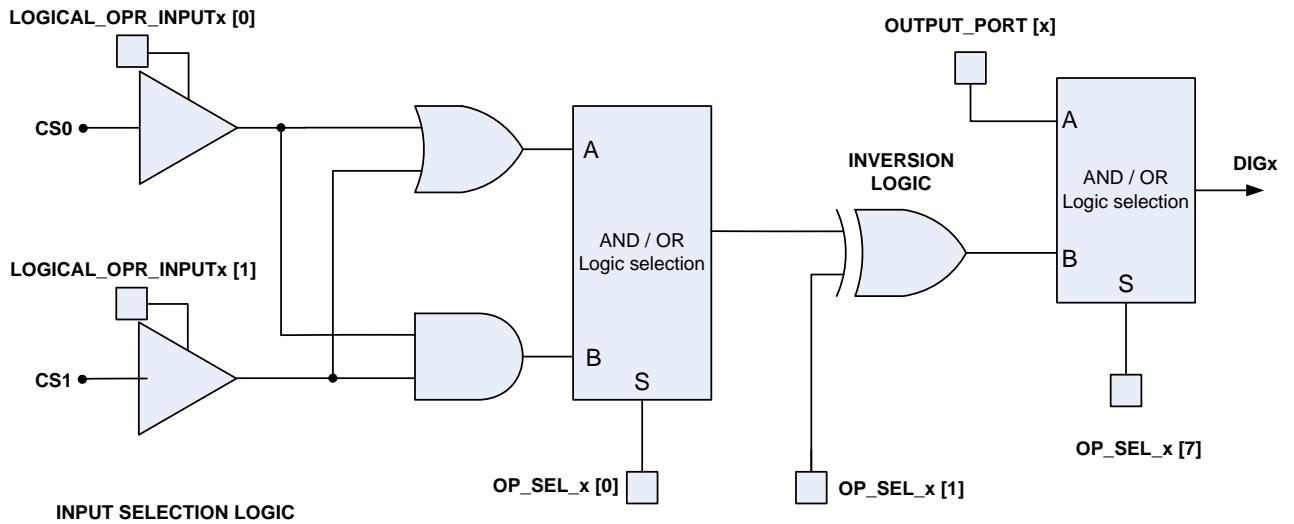 LOGICAL_OPR_INPUTx [0]
OUTPUT_PORT [x]
CS0
A
A
INVERSION
LOGIC
DIGx
AND / OR
Logic selection
AND / OR
Logic selection
LOGICAL_OPR_INPUTx [1]
B
S
CS1
B
S
OP_SEL_x [7]
OP_SEL_x [0]
OP_SEL_x [1]
INPUT SELECTION LOGIC